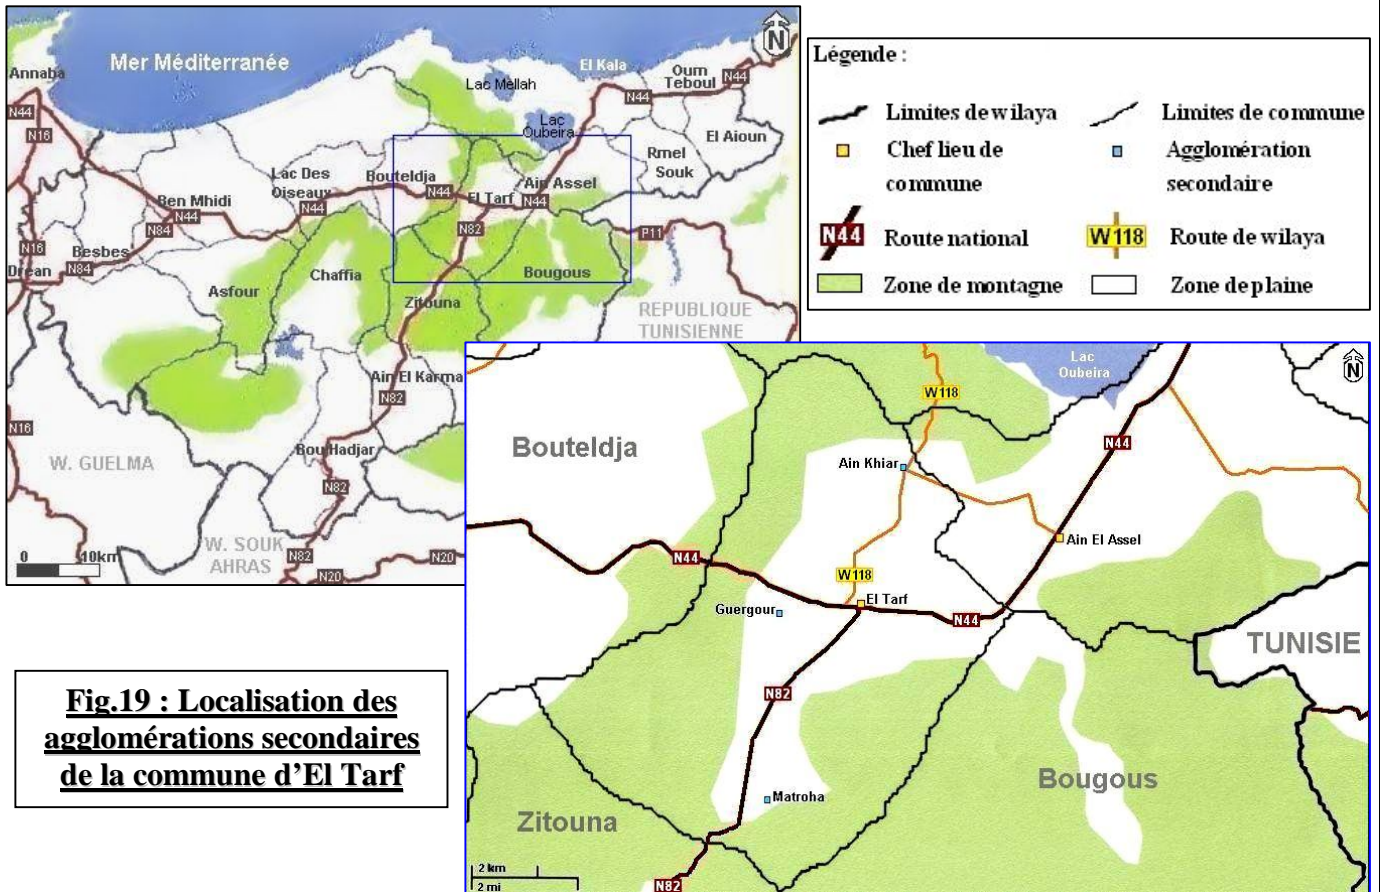 Mer Méditerranée
N
Annaba
El Kala
Oum
Teboul
N44
Lac Mellah
N44
N44
N16
Lac
Oubeira
El Aioun
Rmel
Souk
Lac Des
Oiseaux
Bouteldja
N44
Ain Assel
El Tarf
N44
Ben Mhidi
N44
N44
N84
N82
P11
N16
Besbes
N84
Drean
Chaffia
Bougous
Asfour
Zitouna
REPUBLIQUE
TUNISIENNE
Ain El Karma
N82
N16
W. GUELMA
Bou Hadjar
N82
W. SOUK
AHRAS
N82
N20
N20
0 10km
Légende :
Limites de wilaya
Limites de commune
Chef lieu de
commune
Agglomération
secondaire
N44 Route national
W118 Route de wilaya
Zone de montagne
Zone de plaine
Lac
Oubeira
N
W118
Bouteldja
N44
Ain Khiar
Ain El Assel
N44
W118
El Tarf
Guergour
N44
TUNISIE
N82
Bougous
Matroha
Zitouna
2 km
2 mi
N82
Fig.19 : Localisation des
agglomérations secondaires
de la commune d'El Tarf